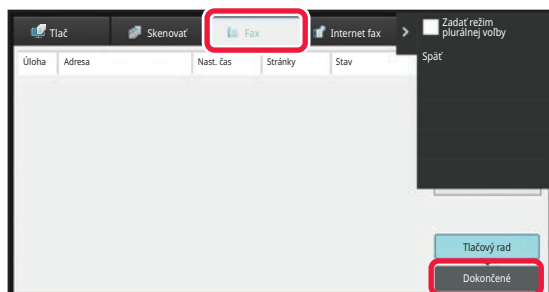 Tlač
Skenovať
Fax
Internet fax
Zadať režim
plurálnej voľby
Späť
Úloha
Adresa
Nast. čas
Stránky
Stav
Tlačový rad
Dokončené